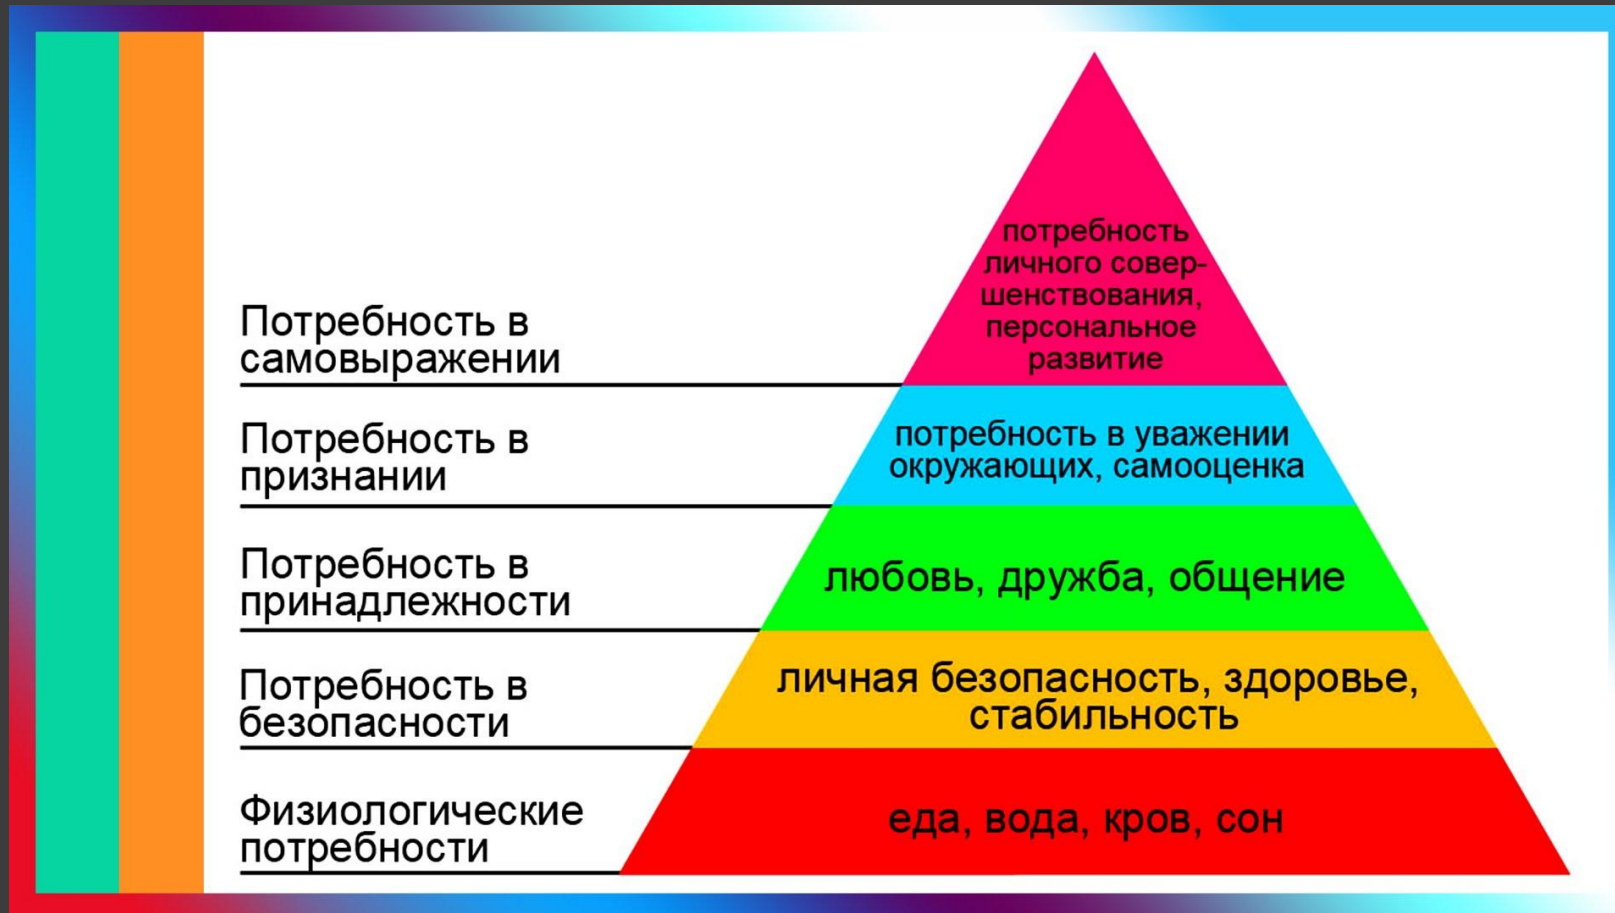 потребность
личного совер-
шенствования,
персональное
развитие
Потребность в
самовыражении
потребность в уважении
окружающих, самооценка
Потребность в
признании
любовь, дружба, общение
Потребность в
принадлежности
личная безопасность, здоровье,
стабильность
Потребность в
безопасности
еда, вода, кров, сон
Физиологические
потребности